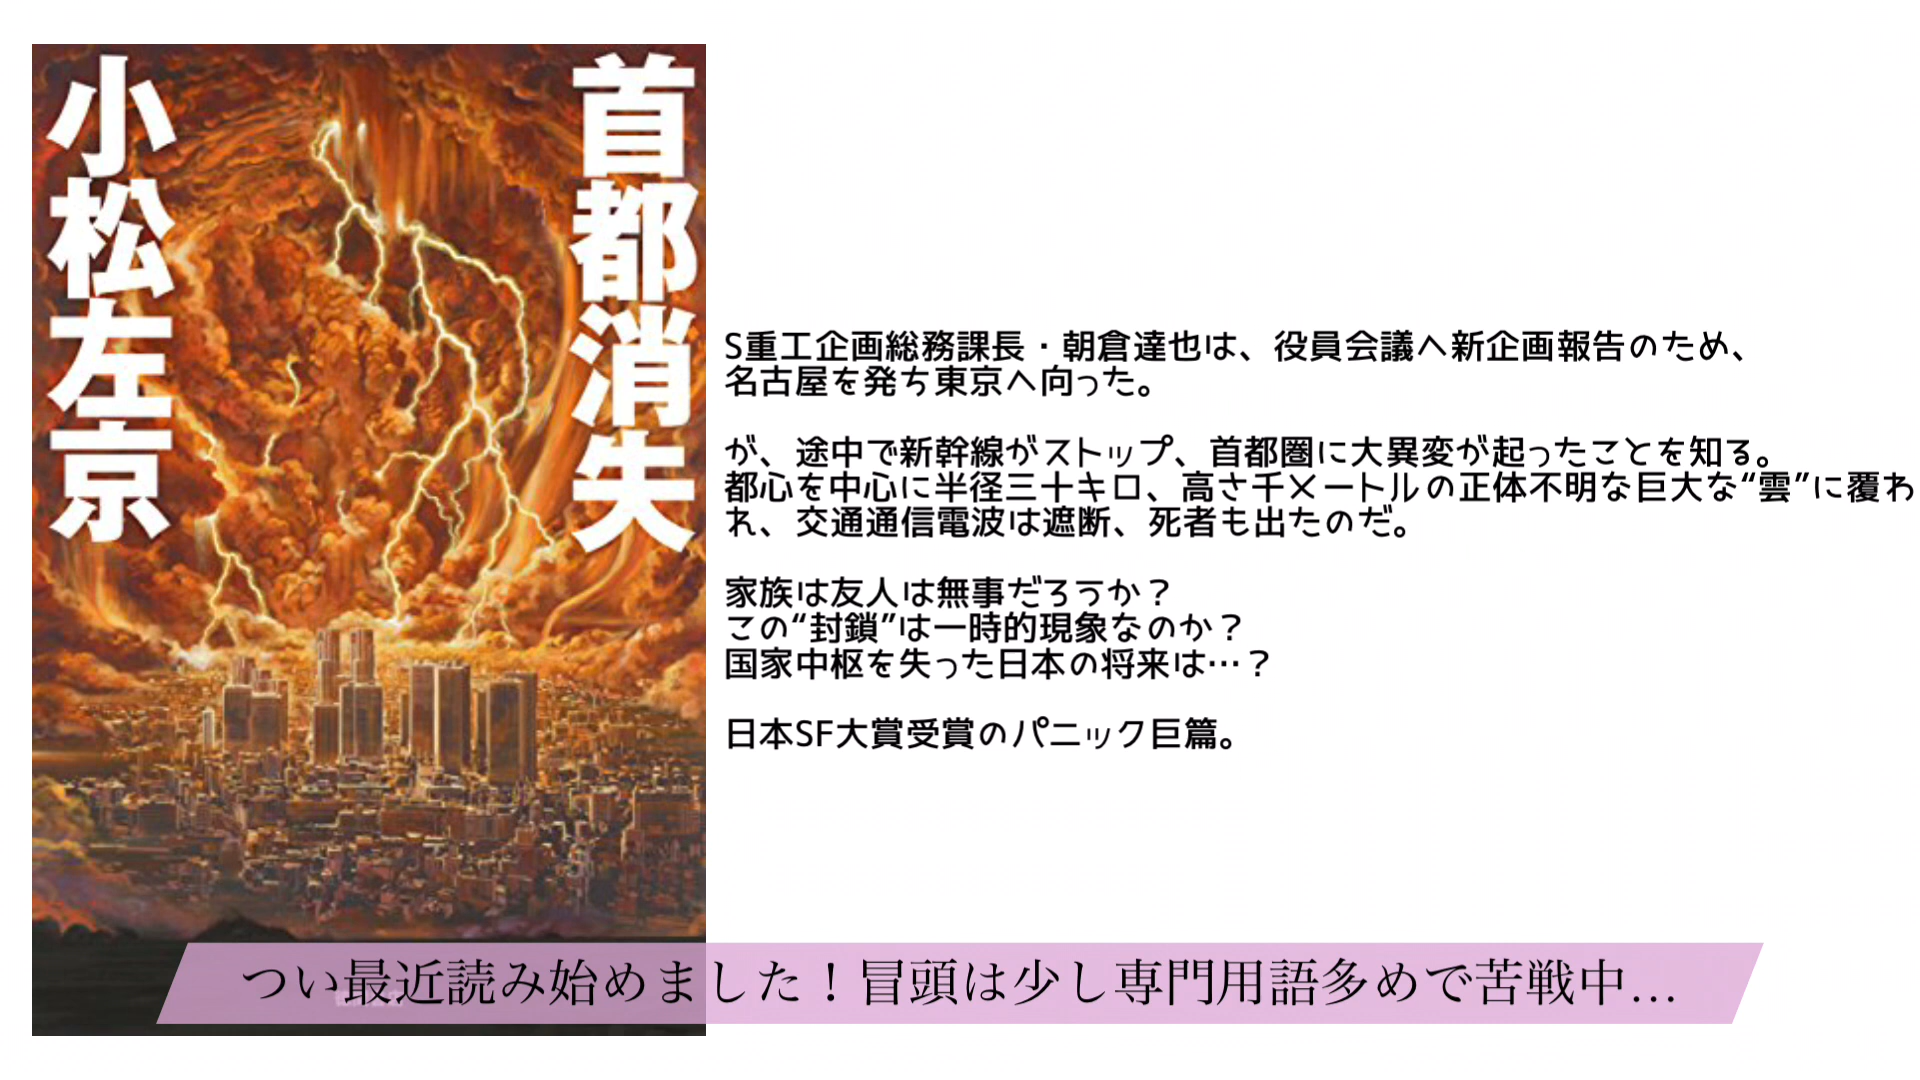 首都消失
小松左京
S重工企画総務課長・朝倉達也は、役員会議へ新企画報告のため、
名古屋を発ち東京へ向った。
が、途中で新幹線がストップ、首都圏に大異変が起ったことを知る。
都心を中心に半径三十キロ、高さ千メートルの正体不明な巨大な“雲”に覆わ
れ、交通通信電波は遮断、死者も出たのだ。
家族は友人は無事だろうか？
この“封鎖”は一時的現象なのか？
国家中枢を失った日本の将来は…？
日本SF大賞受賞のパニック巨篇。
つい最近読み始めました！冒頭は少し専門用語多めで苦戦中…